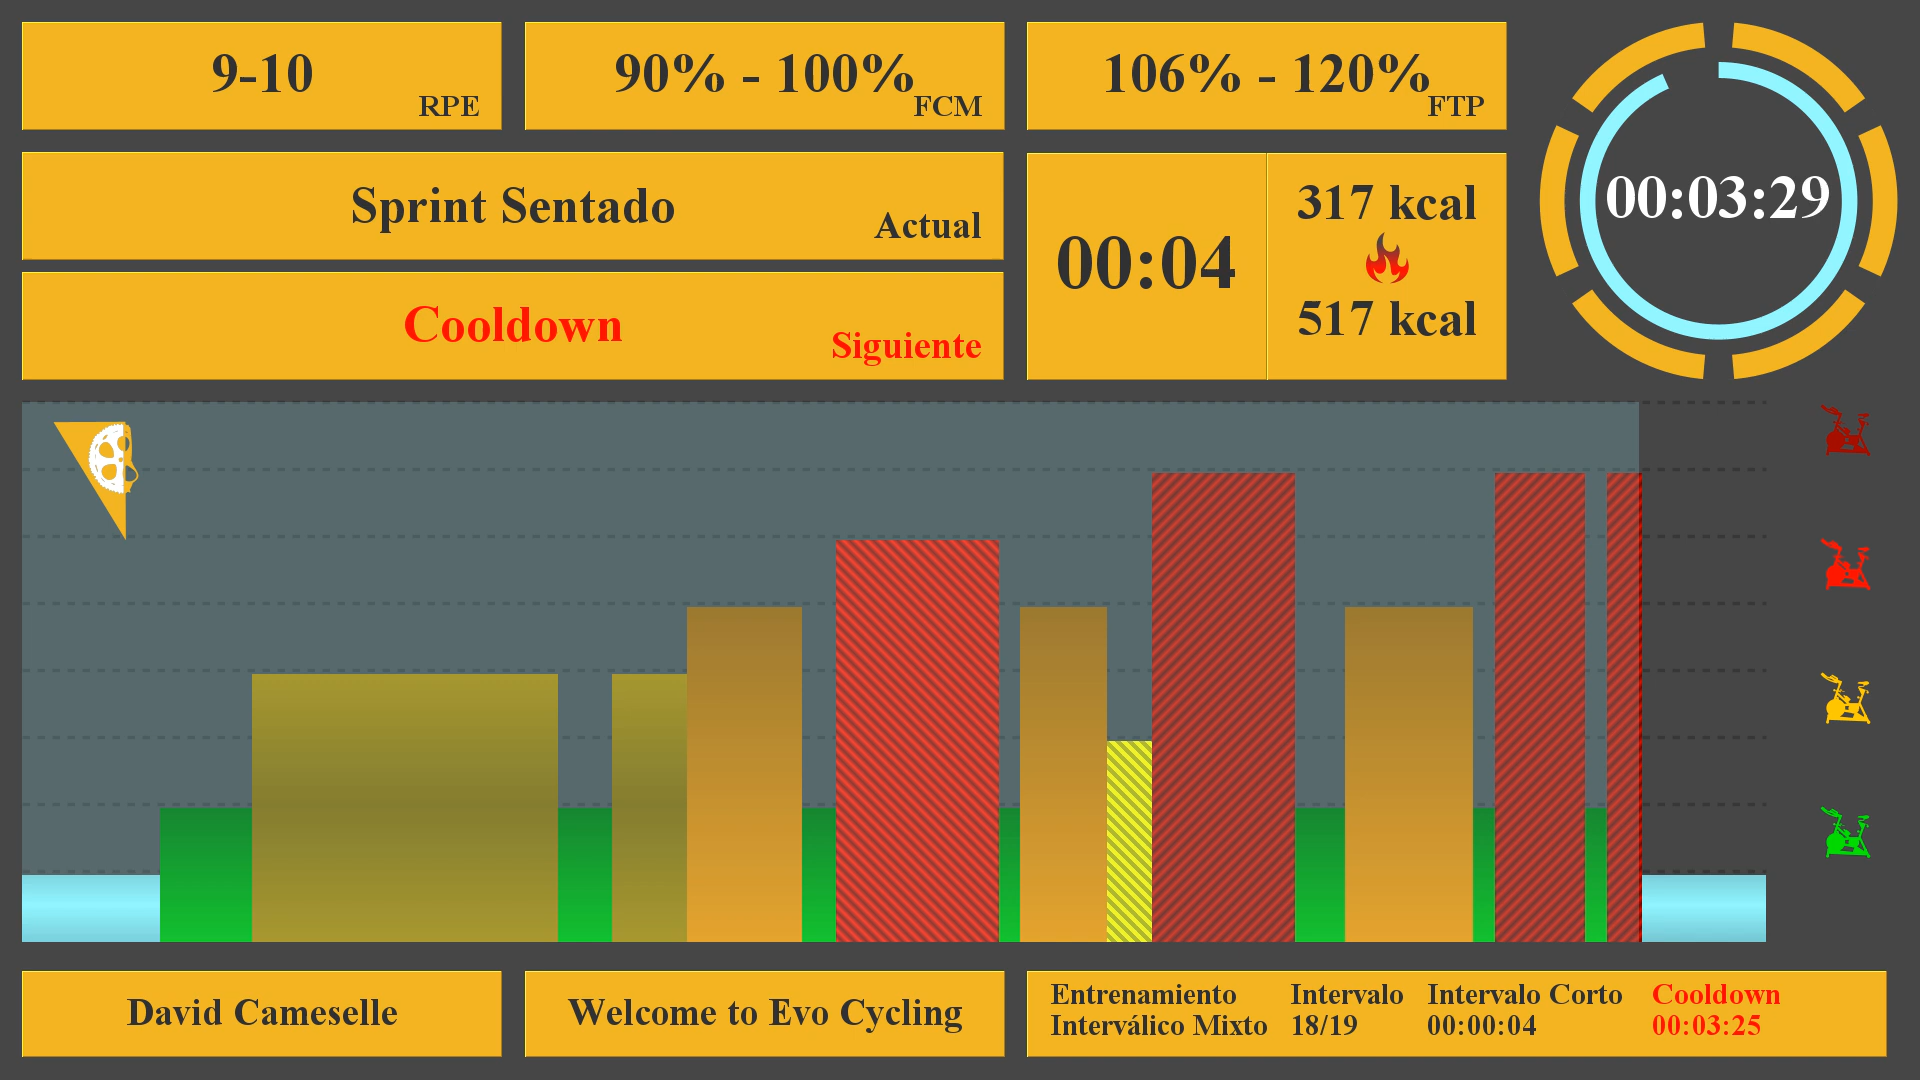 9-10
RPE
90% - 100%
FCM
106% - 120%
FTP
00:03:29
Sprint Sentado
Actual
Cooldown
Siguiente
00:04
317 kcal
517 kcal
David Cameselle
Welcome to Evo Cycling
Entrenamiento
Interválico Mixto
Intervalo
18/19
Intervalo Corto
00:00:04
Cooldown
00:03:25